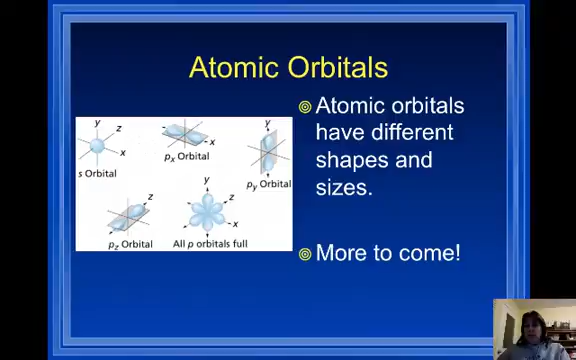 Atomic Orbitals
Atomic orbitals
have different
shapes and
sizes.
More to come!
y
z
x
s Orbital
x
px Orbital
y
py Orbital
z
pz Orbital
y
z
x
All p orbitals full